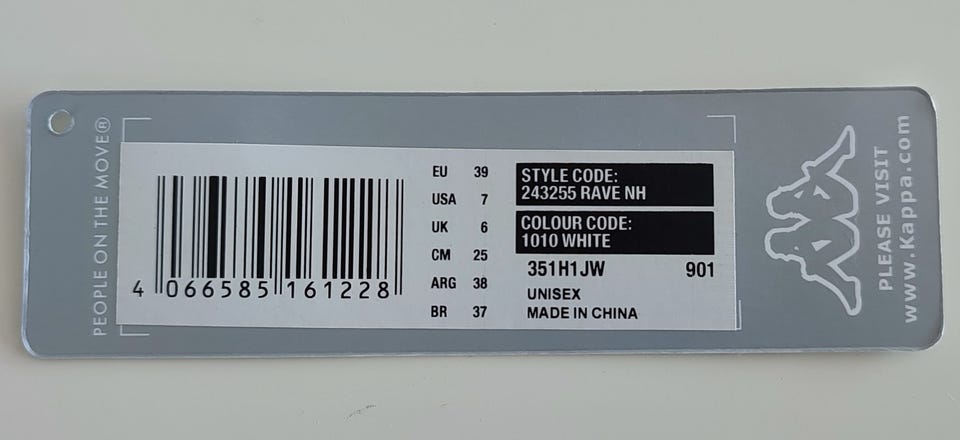 PEOPLE ON THE MOVE®
4 066585 161228
EU 39
USA 7
UK 6
CM 25
ARG 38
BR 37
STYLE CODE:
243255 RAVE NH
COLOUR CODE:
1010 WHITE
351H1JW 901
UNISEX
MADE IN CHINA
PLEASE VISIT
www.Kappa.com